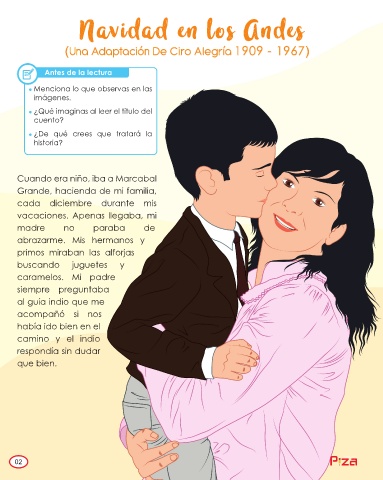 Navidad en los Andes
(Una Adaptación De Ciro Alegría 1909 - 1967)
Antes de la lectura
• Menciona lo que observas en las
imágenes.
• ¿Qué imaginas al leer el título del
cuento?
• ¿De qué crees que tratará la
historia?
Cuando era niño, iba a Marcabal
Grande, hacienda de mi familia,
cada diciembre durante mis
vacaciones. Apenas llegaba, mi
madre no paraba de
abrazarme. Mis hermanos y
primos miraban las alforjas
buscando juguetes y
caramelos. Mi padre
siempre preguntaba
al guía indio que me
acompañó si nos
había ido bien en el
camino y el indio
respondía sin dudar
que bien.
02
P!za